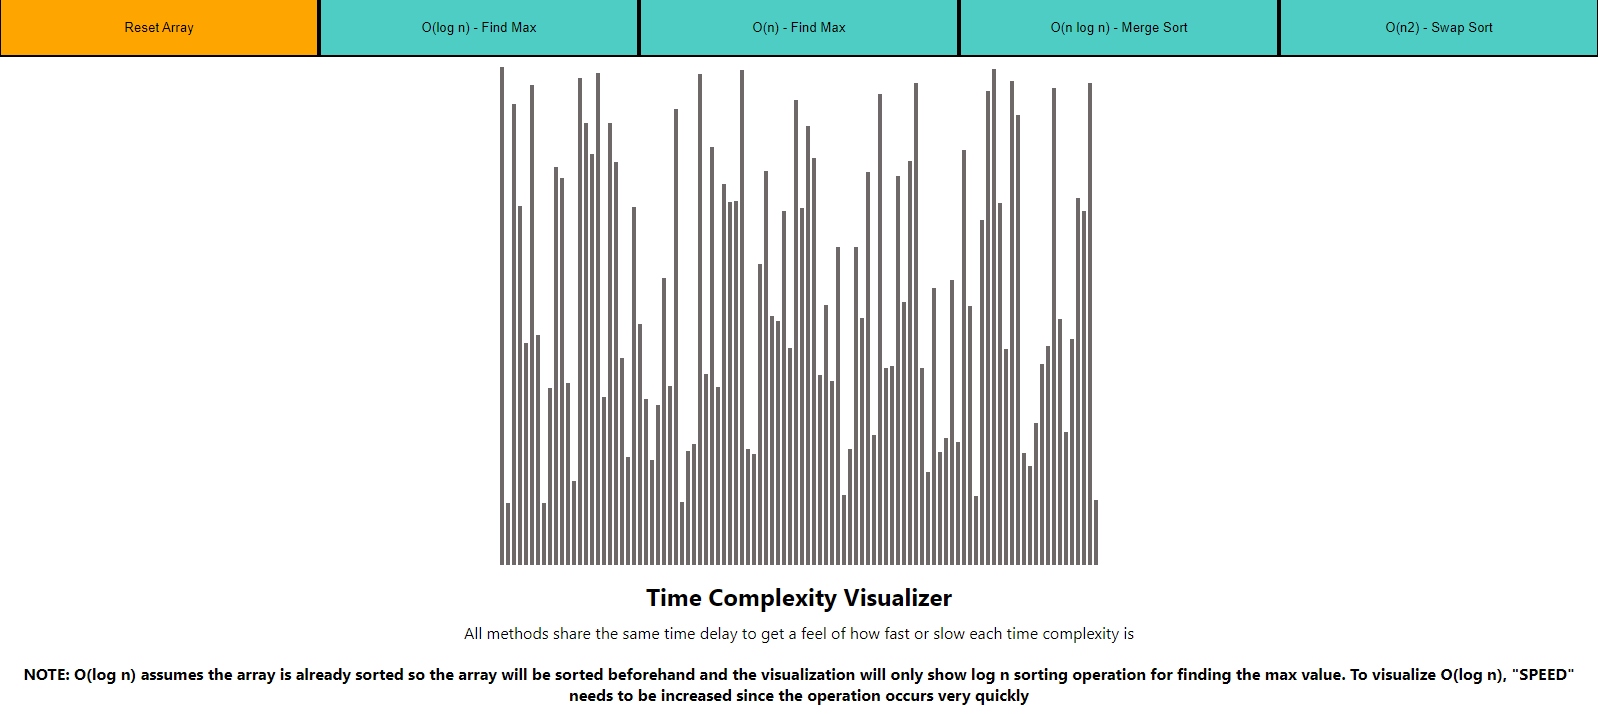 Reset Array
O(log n) - Find Max
O(n) - Find Max
O(n log n) - Merge Sort
O(n2) - Swap Sort
Time Complexity Visualizer
All methods share the same time delay to get a feel of how fast or slow each time complexity is
NOTE: O(log n) assumes the array is already sorted so the array will be sorted beforehand and the visualization will only show log n sorting operation for finding the max value. To visualize O(log n), "SPEED"
needs to be increased since the operation occurs very quickly